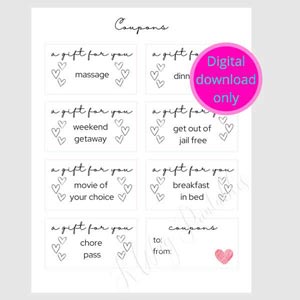 Coupons
a gift for you
massage
a gift for you
dinn
Digital
download
only
a gift for you
weekend
getaway
a gift for you
get out of
jail free
a gift for you
movie of
your choice
a gift for you
breakfast
in bed
a gift for you
chore
pass
coupons
to:
from: